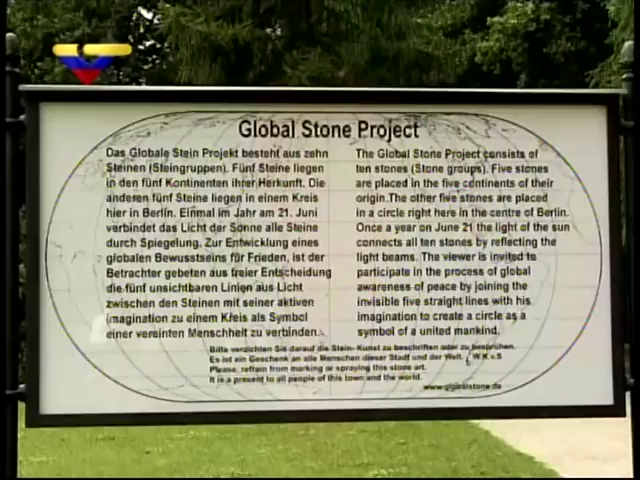 Global Stone Project
Das Globale Stein Projekt besteht aus zehn
Steinen (Steingruppen). Fünf Steine liegen
in den fünf Kontinenten ihrer Herkunft. Die
anderen fünf Steine liegen in einem Kreis
hier in Berlin. Einmal im Jahr am 21. Juni
verbindet das Licht der Sonne alle Steine
durch Spiegelung. Zur Entwicklung eines
globalen Bewusstseins für Frieden, ist der
Betrachter gebeten aus freier Entscheidung
die fünf unsichtbaren Linien aus Licht
zwischen den Steinen mit seiner aktiven
imagination zu einem Kreis als Symbol
einer vereinten Menschheit zu verbinden.
The Global Stone Project consists of
ten stones (Stone groups). Five stones
are placed in the five continents of their
origin.The other five stones are placed
in a circle right here in the centre of Berlin.
Once a year on June 21 the light of the sun
connects all ten stones by reflecting the
light beams. The viewer is invited to
participate in the process of global
awareness of peace by joining the
invisible five straight lines with his
imagination to create a circle as a
symbol of a united mankind.
Bitte verzichten Sie darauf die Stein- Kunst zu beschriften oder zu besprühen.
Es ist ein Geschenk an alle Menschen dieser Stadt und der Welt. W.K.v.S
Please, refrain from marking or spraying this stone art.
It is a present to all people of this town and the world.
www.globalstone.de